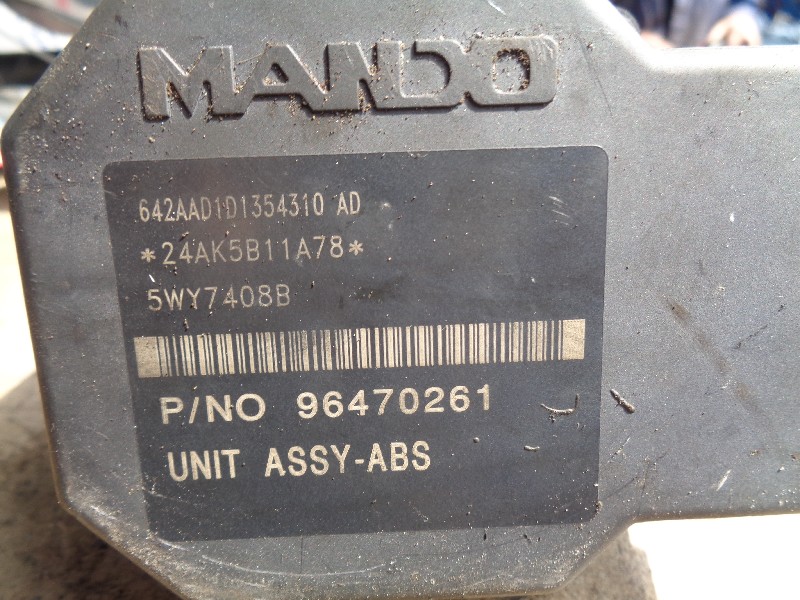 MANDO
642AAD1D1354310 AD
*24AK5B11A78*
5WY7408B
P/NO 96470261
UNIT ASSY-ABS